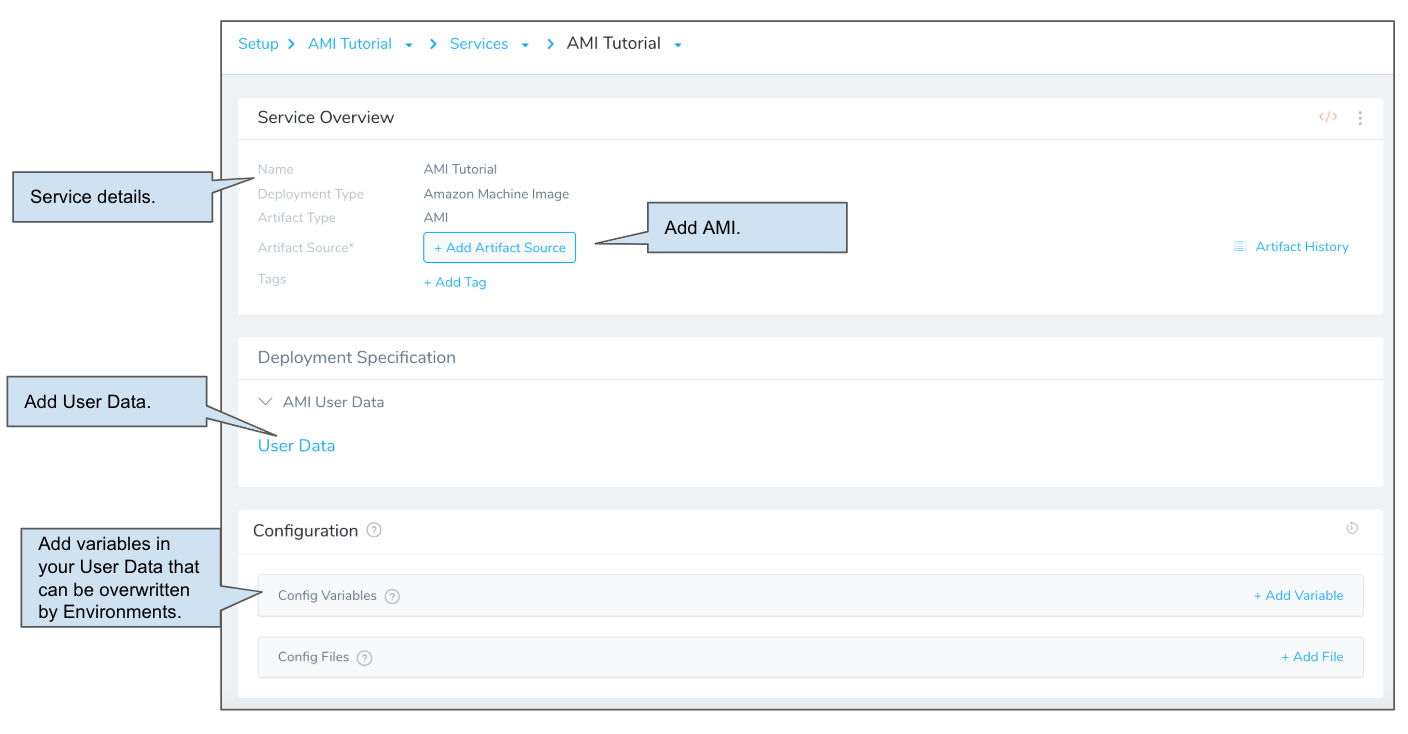 Setup > AMI Tutorial > Services > AMI Tutorial
Service Overview </>
Service details.
Name AMI Tutorial
Deployment Type Amazon Machine Image
Artifact Type AMI
Artifact Source* + Add Artifact Source
Add AMI.
Artifact History
Tags + Add Tag
Deployment Specification
AMI User Data
Add User Data.
User Data
Configuration ?
Add variables in
your User Data that
can be overwritten
by Environments.
Config Variables ? + Add Variable
Config Files ? + Add File